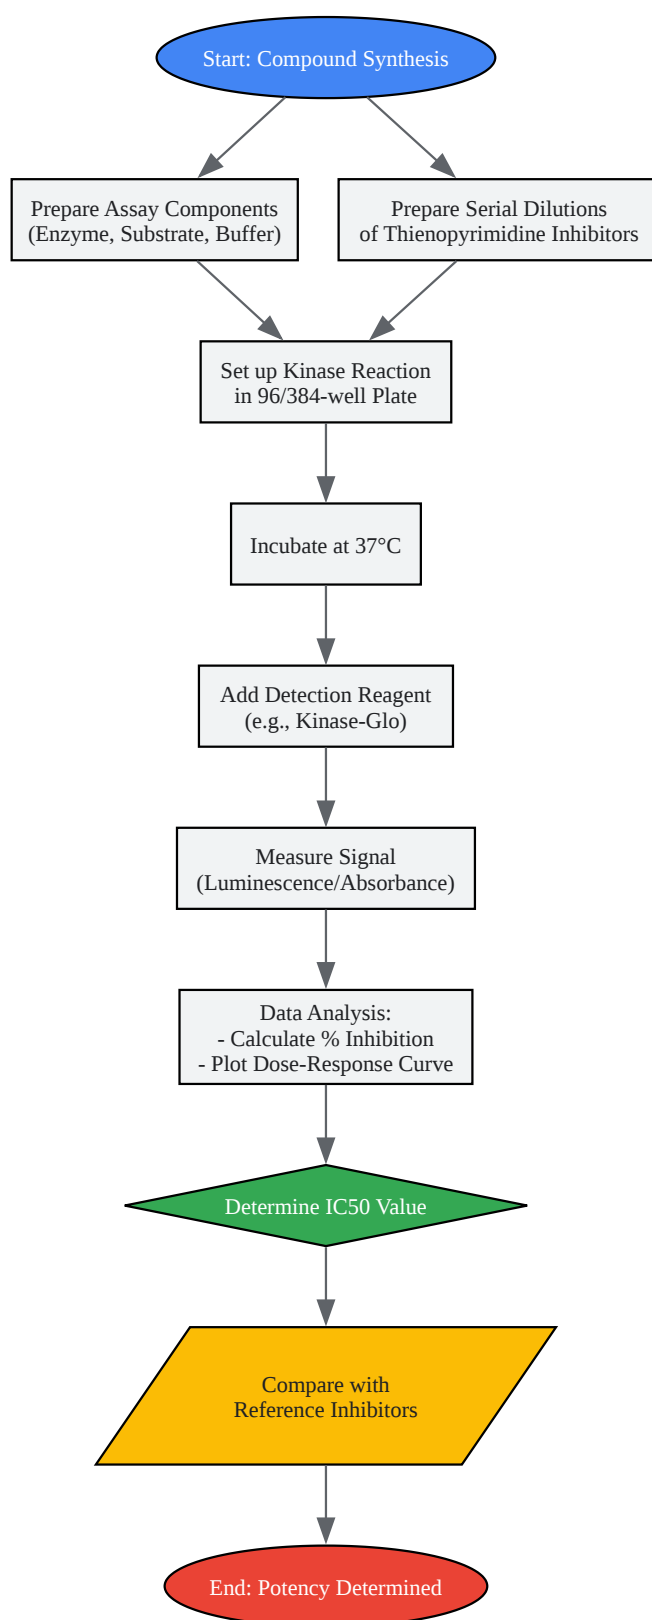 Start: Compound Synthesis
Prepare Assay Components
(Enzyme, Substrate, Buffer)
Prepare Serial Dilutions
of Thienopyrimidine Inhibitors
Set up Kinase Reaction
in 96/384-well Plate
Incubate at 37°C
Add Detection Reagent
(e.g., Kinase-Glo)
Measure Signal
(Luminescence/Absorbance)
Data Analysis:
- Calculate % Inhibition
- Plot Dose-Response Curve
Determine IC50 Value
Compare with
Reference Inhibitors
End: Potency Determined